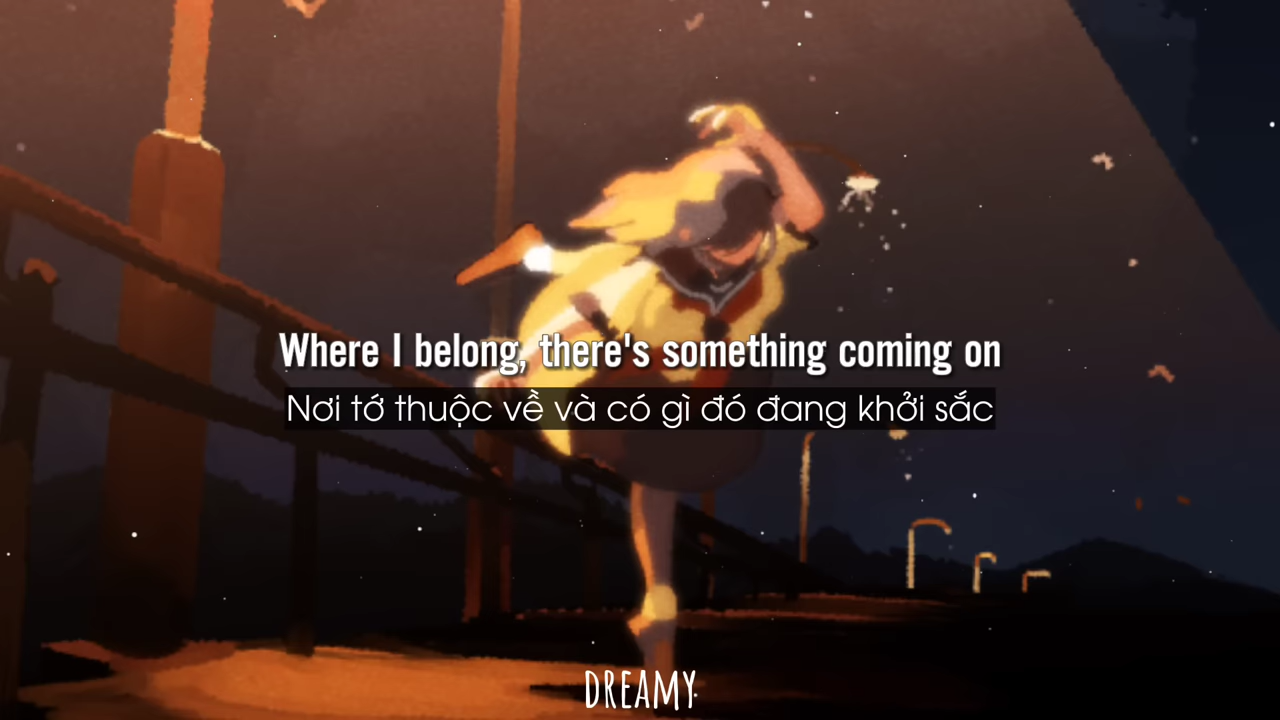 Where I belong, there's something coming on
Nơi tớ thuộc về và có gì đó đang khởi sắc
DREAMY